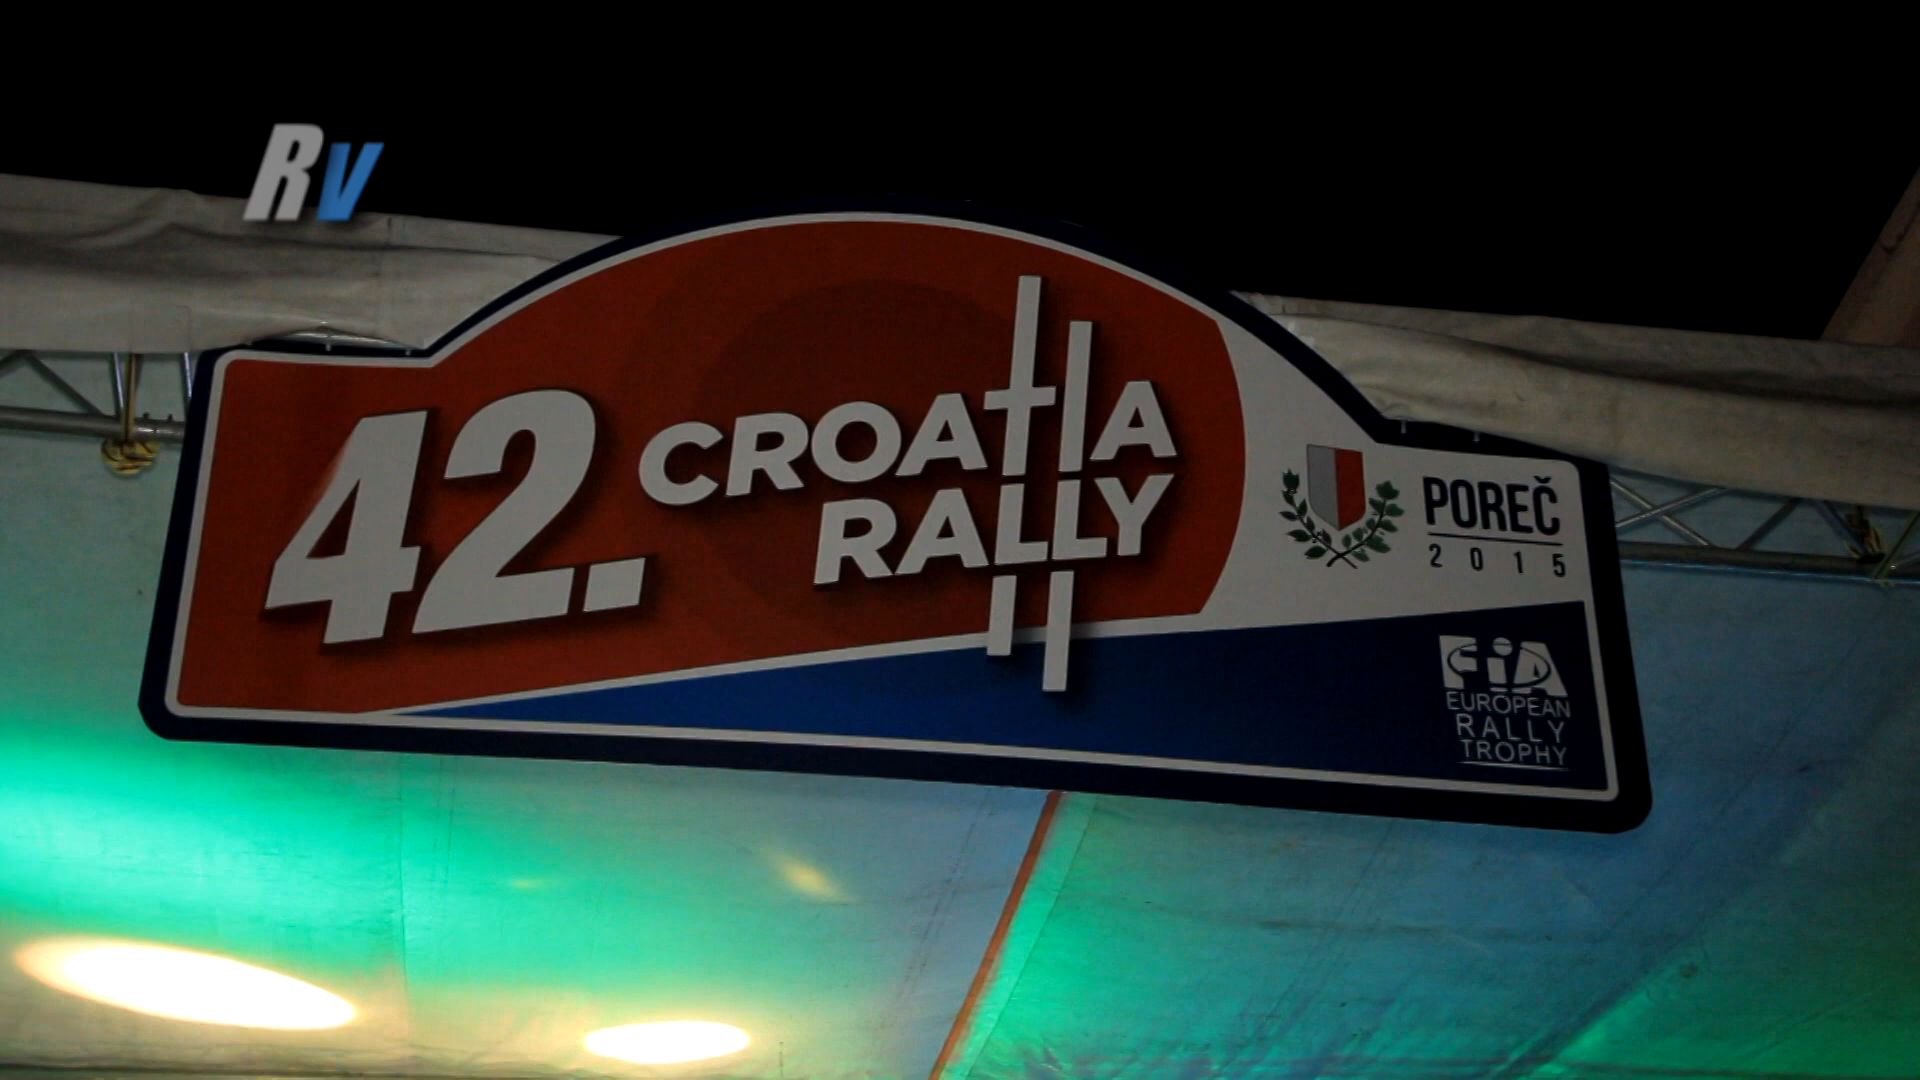 RV
42. CROATIA
RALLY
POREČ
2015
FiA
EUROPEAN
RALLY
TROPHY